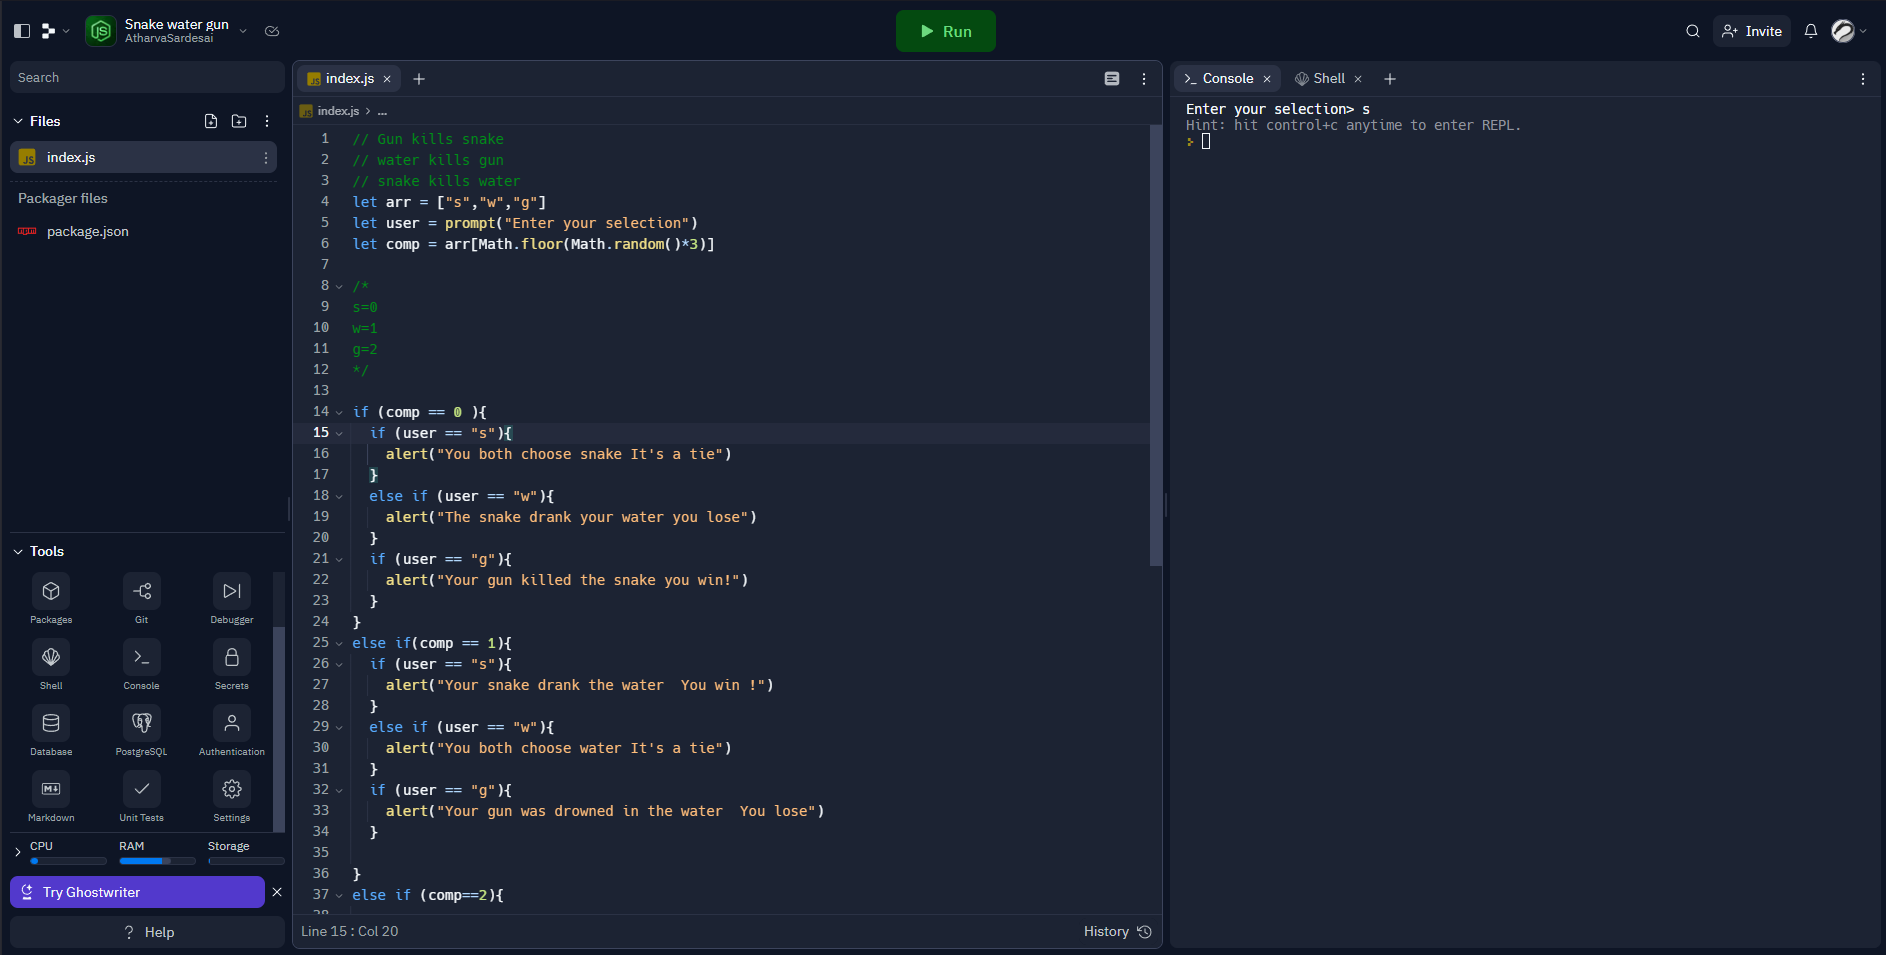 Snake water gun
AtharvaSardesai
Run
Invite
Search
Files
index.js
Packager files
package.json
Tools
Packages Git Debugger
Shell Console Secrets
Database PostgreSQL Authentication
Markdown Unit Tests Settings
CPU RAM Storage
Try Ghostwriter
Help
index.js
index.js > ...
1 // Gun kills snake
2 // water kills gun
3 // snake kills water
4 let arr = ["s","w","g"]
5 let user = prompt("Enter your selection")
6 let comp = arr[Math.floor(Math.random()*3)]
7
8 /*
9 s=0
10 w=1
11 g=2
12 */
13
14 if (comp == 0 ){
15 if (user == "s"){
16 alert("You both choose snake It's a tie")
17 }
18 else if (user == "w"){
19 alert("The snake drank your water you lose")
20 }
21 if (user == "g"){
22 alert("Your gun killed the snake you win!")
23 }
24 }
25 else if(comp == 1){
26 if (user == "s"){
27 alert("Your snake drank the water  You win !")
28 }
29 else if (user == "w"){
30 alert("You both choose water It's a tie")
31 }
32 if (user == "g"){
33 alert("Your gun was drowned in the water  You lose")
34 }
35
36 }
37 else if (comp==2){
38
Line 15 : Col 20
History
Console
Shell
Enter your selection> s
Hint: hit control+c anytime to enter REPL.